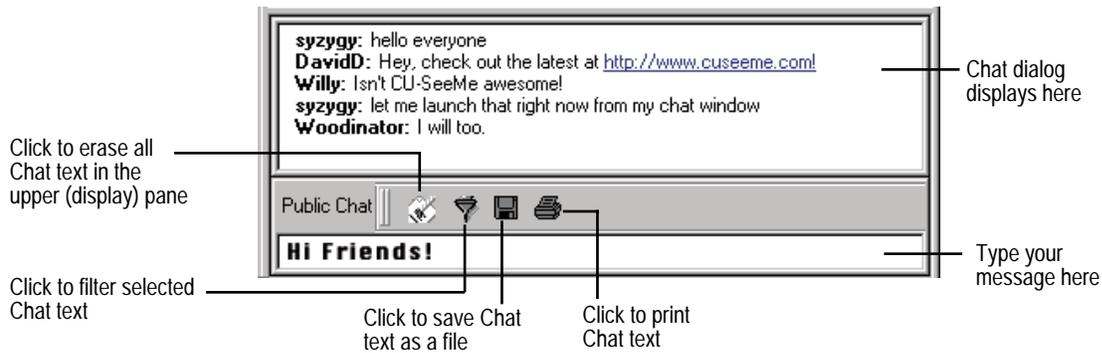 syzygy: hello everyone
DavidD: Hey, check out the latest at http://www.cuseeme.com!
Willy: Isn't CU-SeeMe awesome!
syzygy: let me launch that right now from my chat window
Woodinator: I will too.
Chat dialog
displays here
Click to erase all
Chat text in the
upper (display) pane
Public Chat
Hi Friends!
Type your
message here
Click to filter selected
Chat text
Click to save Chat
text as a file
Click to print
Chat text